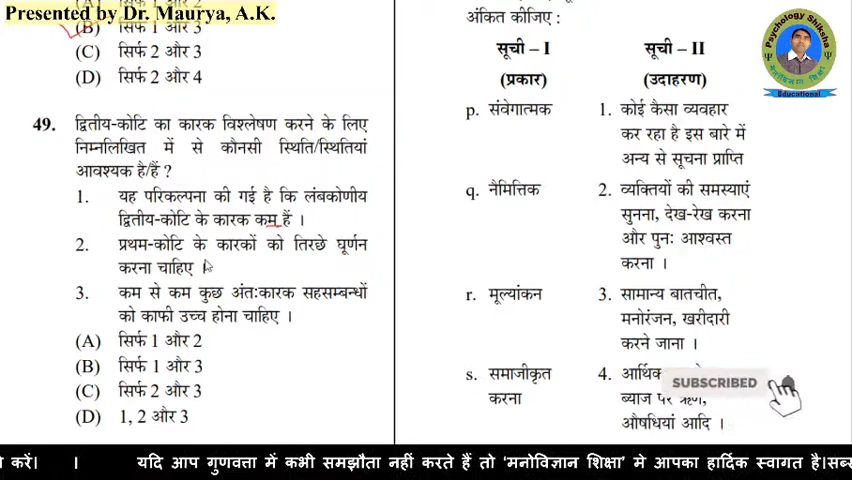 Presented by Dr. Maurya, A.K.
(B) सिर्फ 1 और 3
(C) सिर्फ 2 और 3
(D) सिर्फ 2 और 4
49. द्वितीय-कोटि का कारक विश्लेषण करने के लिए
निम्नलिखित में से कौनसी स्थिति/स्थितियां
आवश्यक है/हैं ?
1. यह परिकल्पना की गई है कि लंबकोणीय
द्वितीय-कोटि के कारक कम हैं ।
2. प्रथम-कोटि के कारकों को तिरछे घूर्णन
करना चाहिए ।
3. कम से कम कुछ अंतःकारक सहसम्बन्धों
को काफी उच्च होना चाहिए ।
(A) सिर्फ 1 और 2
(B) सिर्फ 1 और 3
(C) सिर्फ 2 और 3
(D) 1, 2 और 3
अंकित कीजिए :
सूची – I सूची – II
(प्रकार) (उदाहरण)
p. संवेगात्मक 1. कोई कैसा व्यवहार
कर रहा है इस बारे में
अन्य से सूचना प्राप्ति
q. नैमित्तिक 2. व्यक्तियों की समस्याएं
सुनना, देख-रेख करना
और पुनः आश्वस्त
करना ।
r. मूल्यांकन 3. सामान्य बातचीत,
मनोरंजन, खरीदारी
करने जाना ।
s. समाजीकृत 4. आर्थिक
करना ब्याज पर ऋण,
औषधियां आदि ।
Psychology Shiksha
मनोविज्ञान शिक्षा
Educational
SUBSCRIBED
करें। । यदि आप गुणवत्ता में कभी समझौता नहीं करते हैं तो 'मनोविज्ञान शिक्षा' मे आपका हार्दिक स्वागत है।